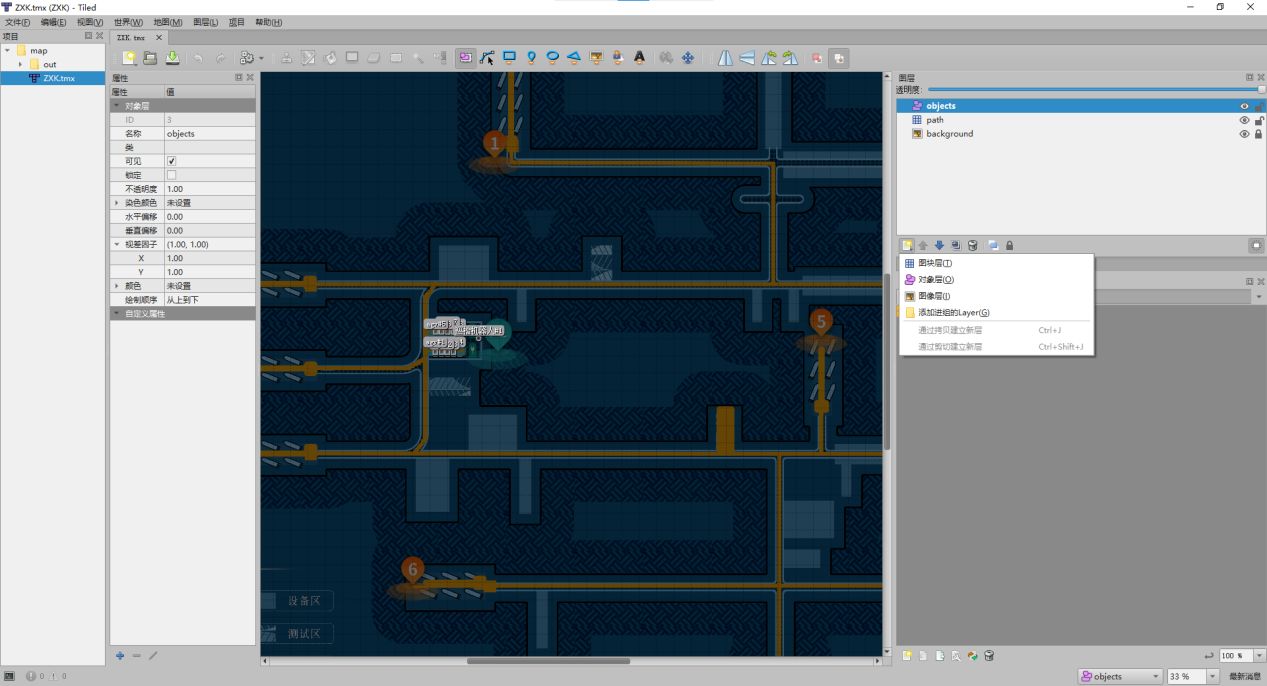 ZXK.tmx (ZXK) - Tiled
文件(F) 编辑(E) 视图(V) 世界(W) 地图(M) 图层(L) 项目 帮助(H)
项目
map
out
ZXK.tmx
ZXK.tmx
属性
属性 值
对象层
ID 3
名称 objects
类
可见
锁定
不透明度 1.00
染色颜色 未设置
水平偏移 0.00
垂直偏移 0.00
视差因子 (1.00, 1.00)
X 1.00
Y 1.00
颜色 未设置
绘制顺序 从上到下
自定义属性
1
5
6
设备区
测试区
图层
透明度:
objects
path
background
图块层(T)
对象层(O)
图像层(I)
添加进组的Layer(G)
通过拷贝建立新层 Ctrl+J
通过剪切建立新层 Ctrl+Shift+J
100 %
0 0
objects
33 %
最新消息